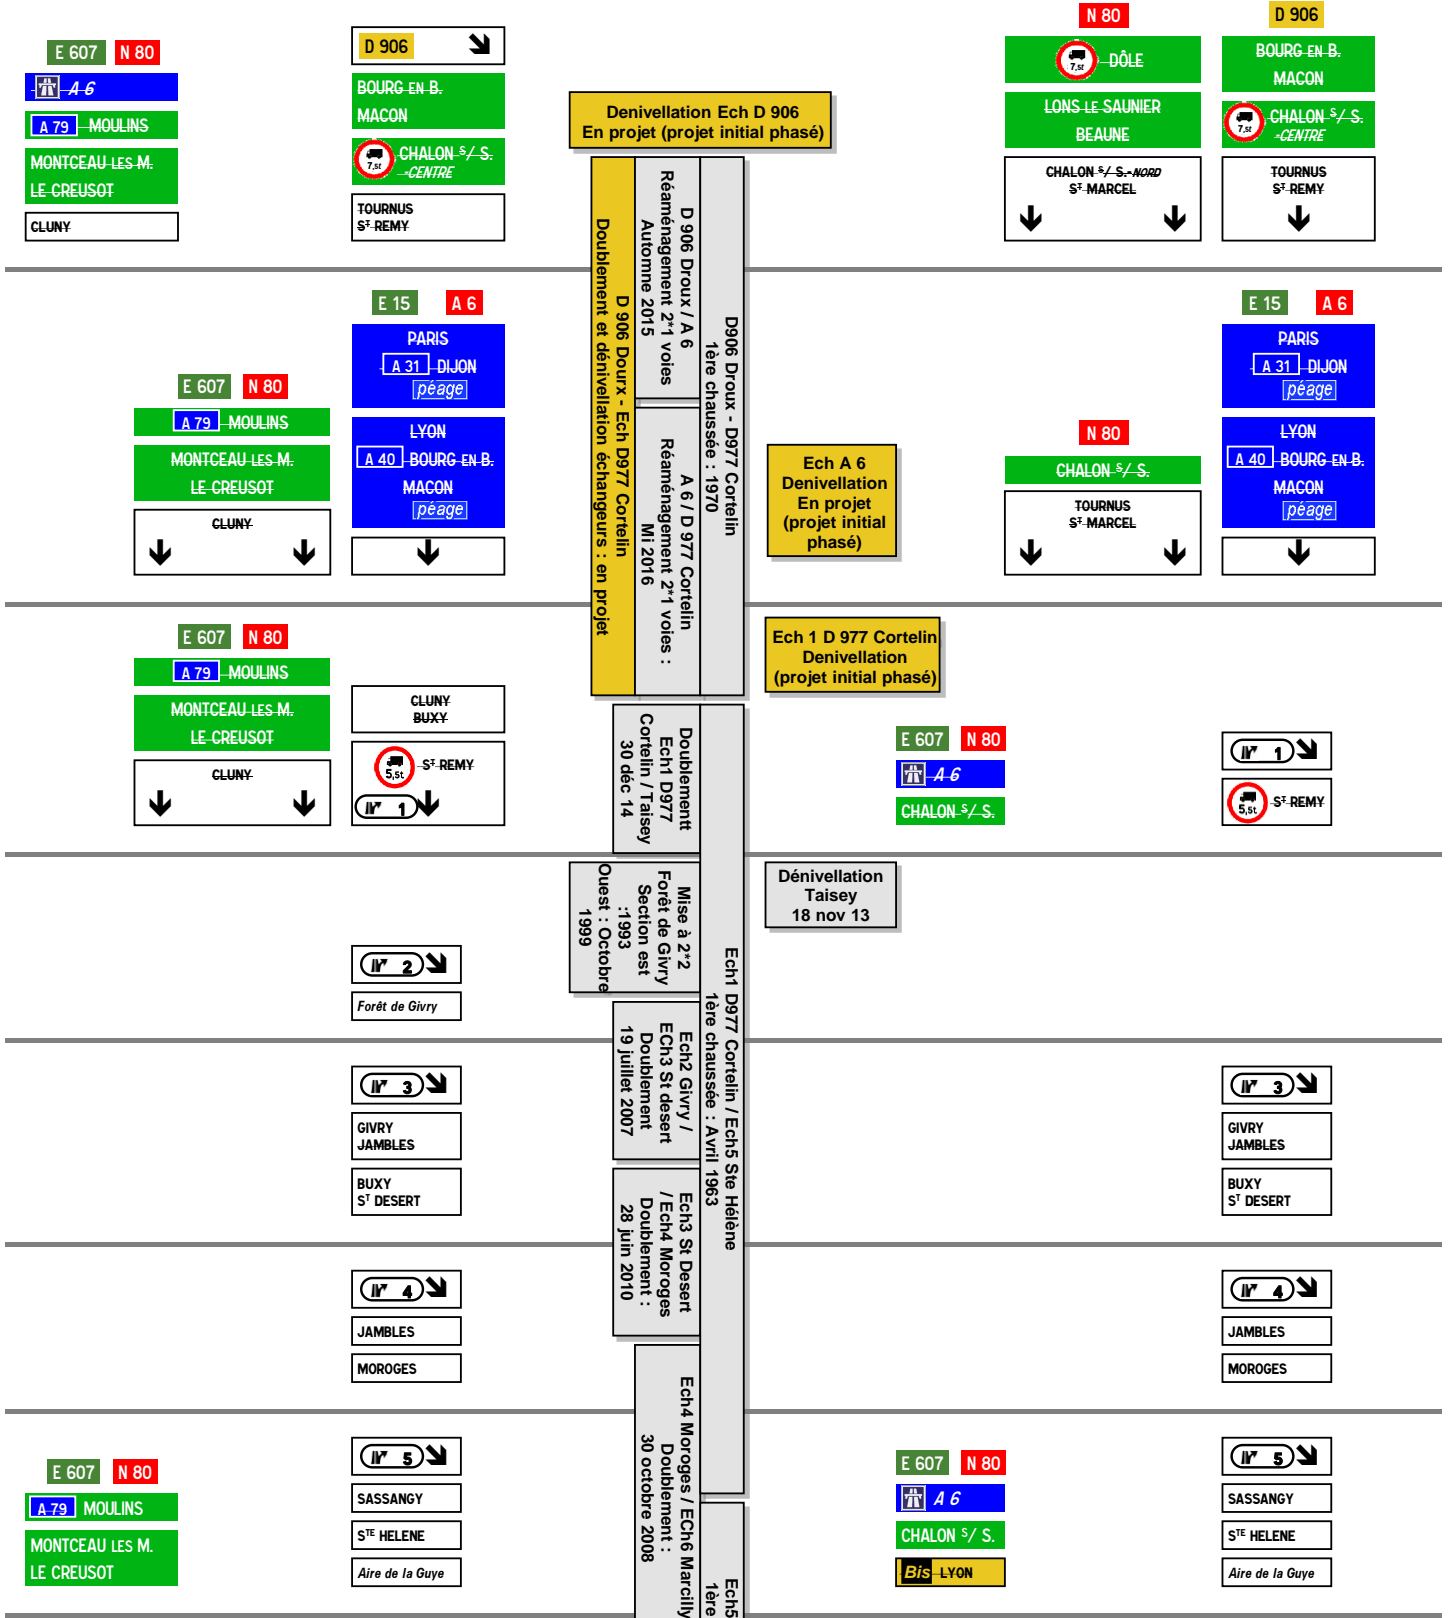 E 607 N 80
A 6
A 79 MOULINS
MONTCEAU LES M.
LE CREUSOT
CLUNY
D 906
BOURG EN B.
MACON
7,5t CHALON S/ S.
-CENTRE
TOURNUS
ST REMY
Denivellation Ech D 906
En projet (projet initial phasé)
N 80
7,5t DÔLE
LONS LE SAUNIER
BEAUNE
CHALON S/ S.-NORD
ST MARCEL
D 906
BOURG EN B.
MACON
7,5t CHALON S/ S.
-CENTRE
TOURNUS
ST REMY
D906 Droux - D977 Cortelin
1ère chaussée : 1970
D 906 Droux / A 6
Réaménagement 2*1 voies
Automne 2015
A 6 / D 977 Cortelin
Réaménagement 2*1 voies :
Mi 2016
D 906 Dourx - Ech D977 Cortelin
Doublement et dénivellation échangeurs : en projet
E 607 N 80
A 79 MOULINS
MONTCEAU LES M.
LE CREUSOT
CLUNY
E 15 A 6
PARIS
A 31 DIJON
péage
LYON
A 40 BOURG EN B.
MACON
péage
Ech A 6
Denivellation
En projet
(projet initial
phasé)
N 80
CHALON S/ S.
TOURNUS
ST MARCEL
E 15 A 6
PARIS
A 31 DIJON
péage
LYON
A 40 BOURG EN B.
MACON
péage
E 607 N 80
A 79 MOULINS
MONTCEAU LES M.
LE CREUSOT
CLUNY
CLUNY
BUXY
5,5t ST REMY
1
Ech 1 D 977 Cortelin
Denivellation
(projet initial phasé)
E 607 N 80
A 6
CHALON S/ S.
1
5,5t ST REMY
Ech1 D977 Cortelin / Ech5 Ste Hélène
1ère chaussée : Avril 1963
Doublementt
Ech1 D977
Cortelin / Taisey
30 déc 14
Dénivellation
Taisey
18 nov 13
Mise à 2*2
Forêt de Givry
Section est
:1993
Ouest : Octobre
1999
2
Forêt de Givry
Ech2 Givry /
ECh3 St desert
Doublement
19 juillet 2007
3
GIVRY
JAMBLES
BUXY
ST DESERT
3
GIVRY
JAMBLES
BUXY
ST DESERT
Ech3 St Desert
/ Ech4 Moroges
Doublement :
28 juin 2010
4
JAMBLES
MOROGES
4
JAMBLES
MOROGES
Ech4 Moroges / ECh6 Marcilly
Doublement :
30 octobre 2008
Ech5
1ère
E 607 N 80
A 79 MOULINS
MONTCEAU LES M.
LE CREUSOT
5
SASSANGY
STE HELENE
Aire de la Guye
E 607 N 80
A 6
CHALON S/ S.
Bis LYON
5
SASSANGY
STE HELENE
Aire de la Guye